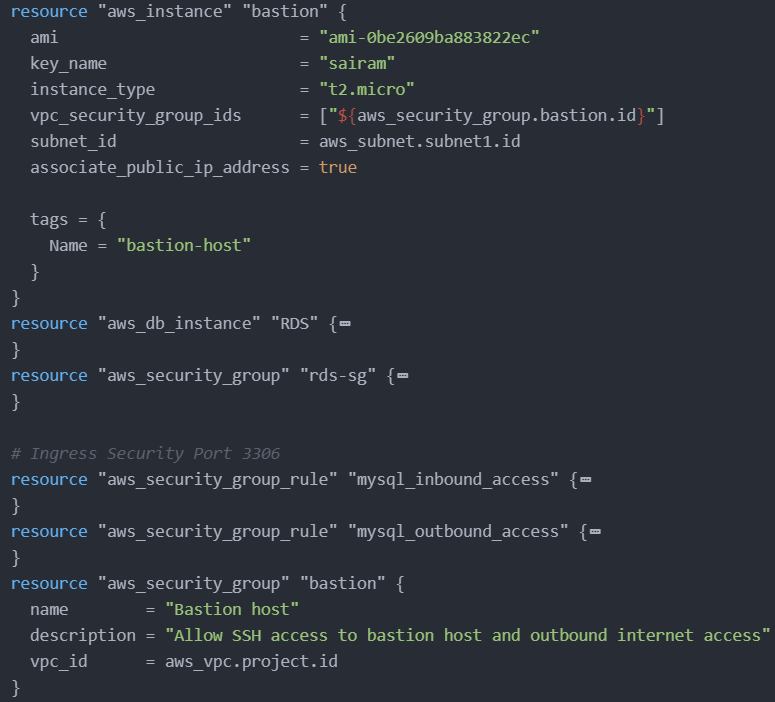 resource "aws_instance" "bastion" {
  ami                         = "ami-0be2609ba883822ec"
  key_name                    = "sairam"
  instance_type               = "t2.micro"
  vpc_security_group_ids      = ["${aws_security_group.bastion.id}"]
  subnet_id                   = aws_subnet.subnet1.id
  associate_public_ip_address = true

  tags = {
    Name = "bastion-host"
  }
}
resource "aws_db_instance" "RDS" {⋯
}
resource "aws_security_group" "rds-sg" {⋯
}

# Ingress Security Port 3306
resource "aws_security_group_rule" "mysql_inbound_access" {⋯
}
resource "aws_security_group_rule" "mysql_outbound_access" {⋯
}
resource "aws_security_group" "bastion" {
  name        = "Bastion host"
  description = "Allow SSH access to bastion host and outbound internet access"
  vpc_id      = aws_vpc.project.id
}